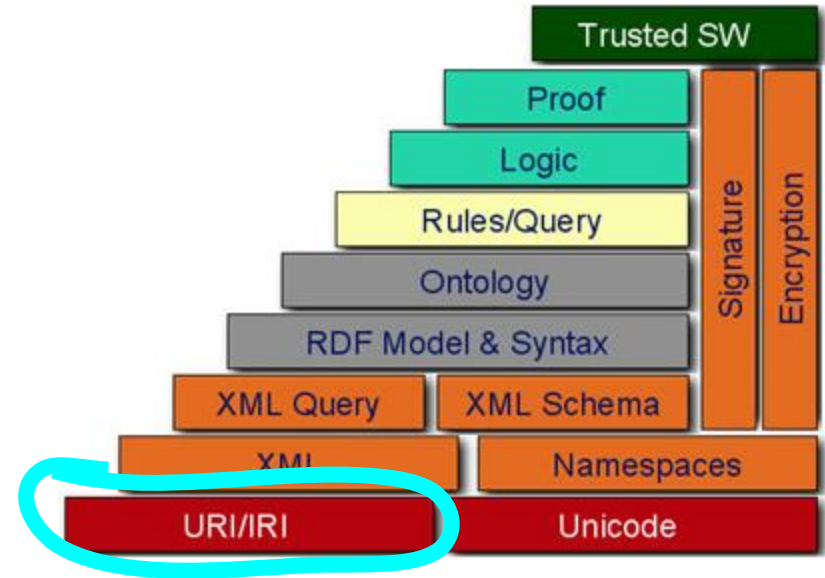 Trusted SW
Proof
Logic
Rules/Query
Ontology
RDF Model & Syntax
Signature
Encryption
XML Query
XML Schema
XML
Namespaces
URI/IRI
Unicode